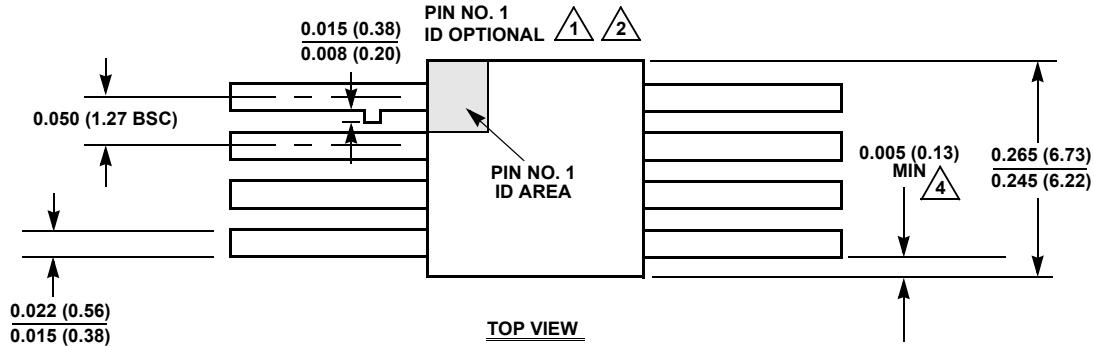 PIN NO. 1
ID OPTIONAL 1 2
0.015 (0.38)
0.008 (0.20)
0.050 (1.27 BSC)
PIN NO. 1
ID AREA
0.005 (0.13)
MIN 4
0.265 (6.73)
0.245 (6.22)
0.022 (0.56)
0.015 (0.38)
TOP VIEW